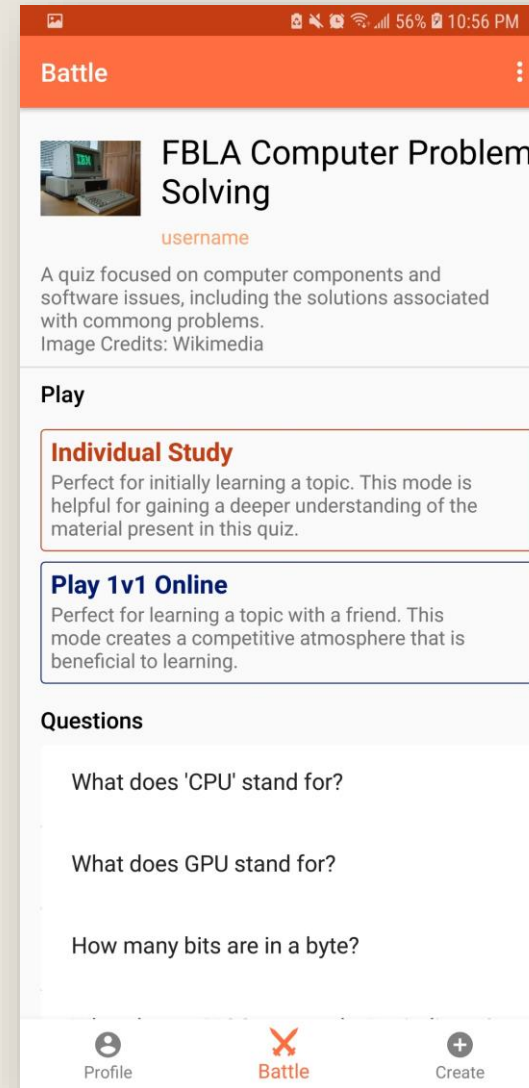 56% 10:56 PM
Battle
IBM
FBLA Computer Problem
Solving
username
A quiz focused on computer components and
software issues, including the solutions associated
with commong problems.
Image Credits: Wikimedia
Play
Individual Study
Perfect for initially learning a topic. This mode is
helpful for gaining a deeper understanding of the
material present in this quiz.
Play 1v1 Online
Perfect for learning a topic with a friend. This
mode creates a competitive atmosphere that is
beneficial to learning.
Questions
What does 'CPU' stand for?
What does GPU stand for?
How many bits are in a byte?
Profile
Battle
Create